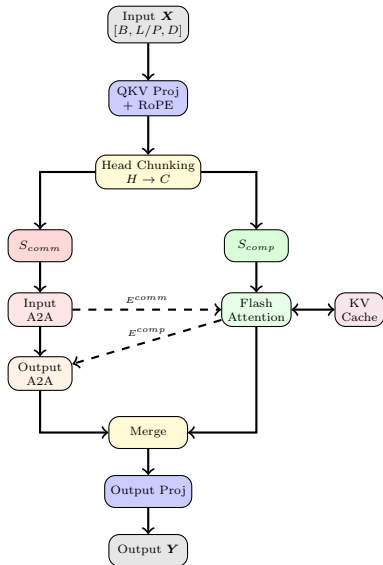 Input X
[B, L/P, D]
QKV Proj
+ RoPE
Head Chunking
H → C
S_comm
S_comp
Input
A2A
E^comm
Flash
Attention
KV
Cache
E^comp
Output
A2A
Merge
Output Proj
Output Y